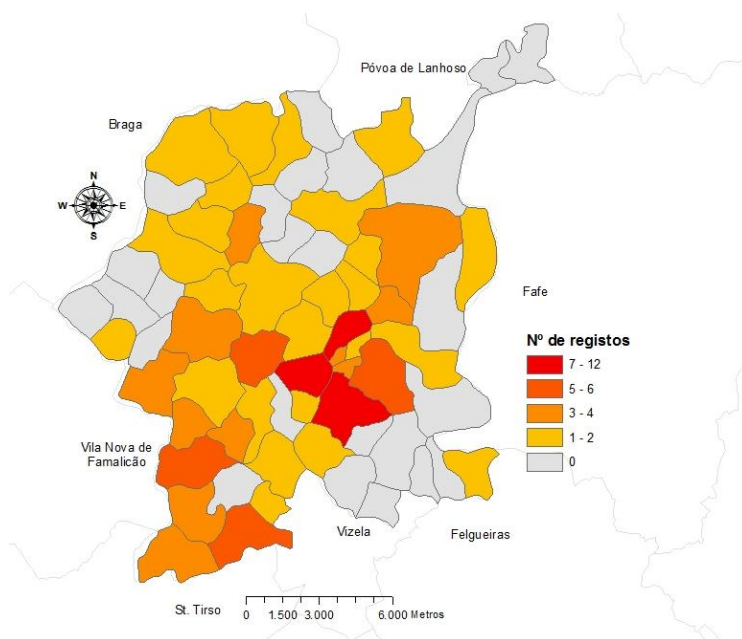 Póvoa de Lanhoso
Braga
N
W E
S
Fafe
Nº de registos
7 - 12
5 - 6
3 - 4
1 - 2
0
Vila Nova de
Famalicão
Vizela
Felgueiras
St. Tirso
0 1.500 3.000 6.000 Metros